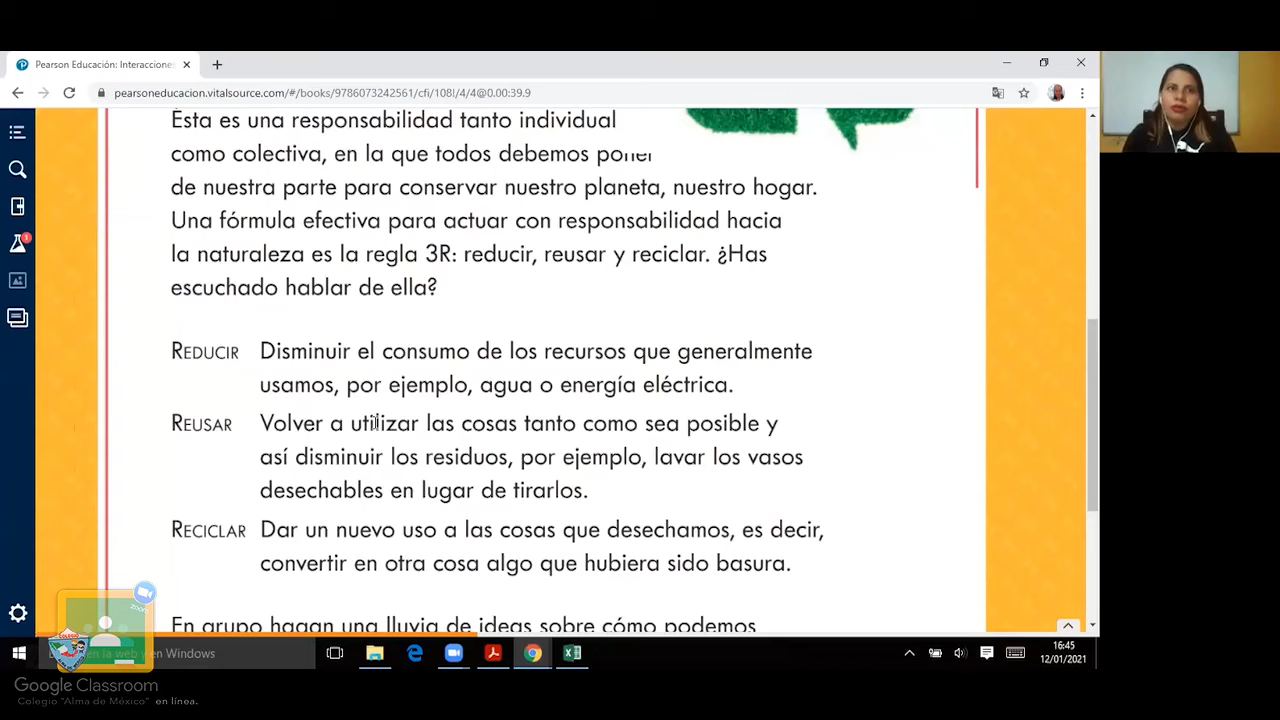 Pearson Educación: Interacciones
pearsoneducacion.vitalsource.com/#/books/9786073242561/cfi/108!/4/4@0.00:39.9
Ésta es una responsabilidad tanto individual
como colectiva, en la que todos debemos poner
de nuestra parte para conservar nuestro planeta, nuestro hogar.
Una fórmula efectiva para actuar con responsabilidad hacia
la naturaleza es la regla 3R: reducir, reusar y reciclar. ¿Has
escuchado hablar de ella?
REDUCIR Disminuir el consumo de los recursos que generalmente
usamos, por ejemplo, agua o energía eléctrica.
REUSAR Volver a utilizar las cosas tanto como sea posible y
así disminuir los residuos, por ejemplo, lavar los vasos
desechables en lugar de tirarlos.
RECICLAR Dar un nuevo uso a las cosas que desechamos, es decir,
convertir en otra cosa algo que hubiera sido basura.
En grupo hagan una lluvia de ideas sobre cómo podemos
zoom
en la web y en Windows
16:45
12/01/2021
Google Classroom
Colegio "Alma de México" en línea.